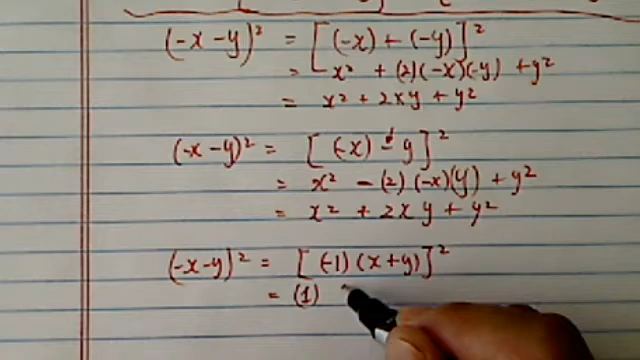 (-x-y)² = [(-x)+(-y)]²
= x² + (2)(-x)(-y) + y²
= x² + 2xy + y²
(-x-y)² = [(-x) - y]²
= x² - (2)(-x)(y) + y²
= x² + 2xy + y²
(-x-y)² = [(-1)(x+y)]²
= (1)